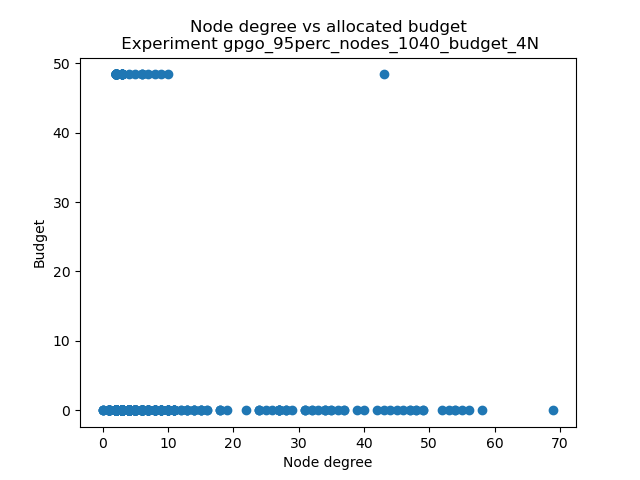 Node degree vs allocated budget
Experiment gpgo_95perc_nodes_1040_budget_4N
50
40
30
20
10
0
Budget
0 10 20 30 40 50 60 70
Node degree